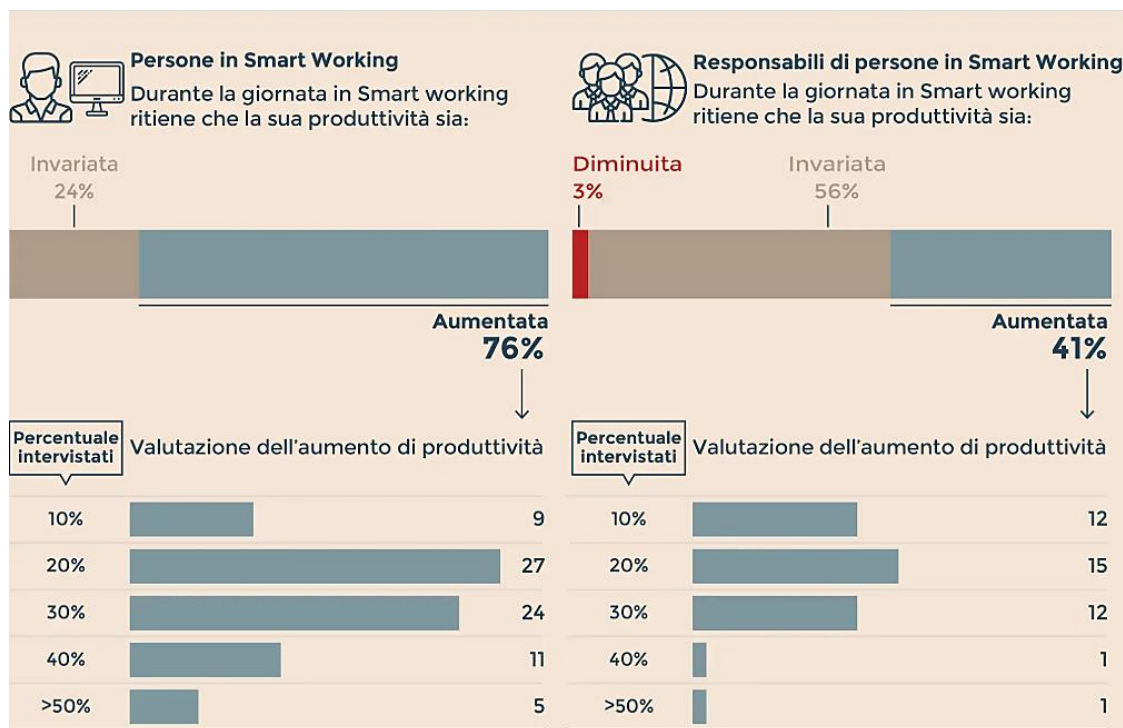 Persone in Smart Working
Durante la giornata in Smart working
ritiene che la sua produttività sia:
Invariata
24%
Aumentata
76%
Percentuale
intervistati
Valutazione dell'aumento di produttività
10% 9
20% 27
30% 24
40% 11
>50% 5
Responsabili di persone in Smart Working
Durante la giornata in Smart working
ritiene che la sua produttività sia:
Diminuita
3%
Invariata
56%
Aumentata
41%
Percentuale
intervistati
Valutazione dell'aumento di produttività
10% 12
20% 15
30% 12
40% 1
>50% 1